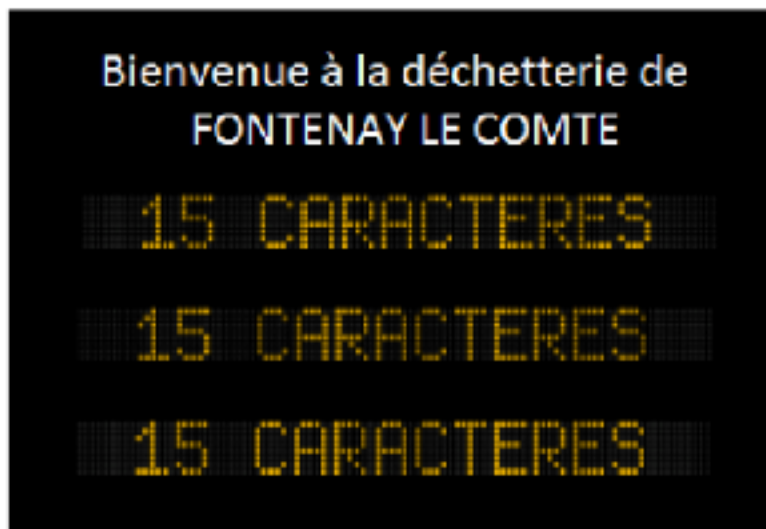 Bienvenue à la déchetterie de
FONTENAY LE COMTE
15 CARACTERES
15 CARACTERES
15 CARACTERES